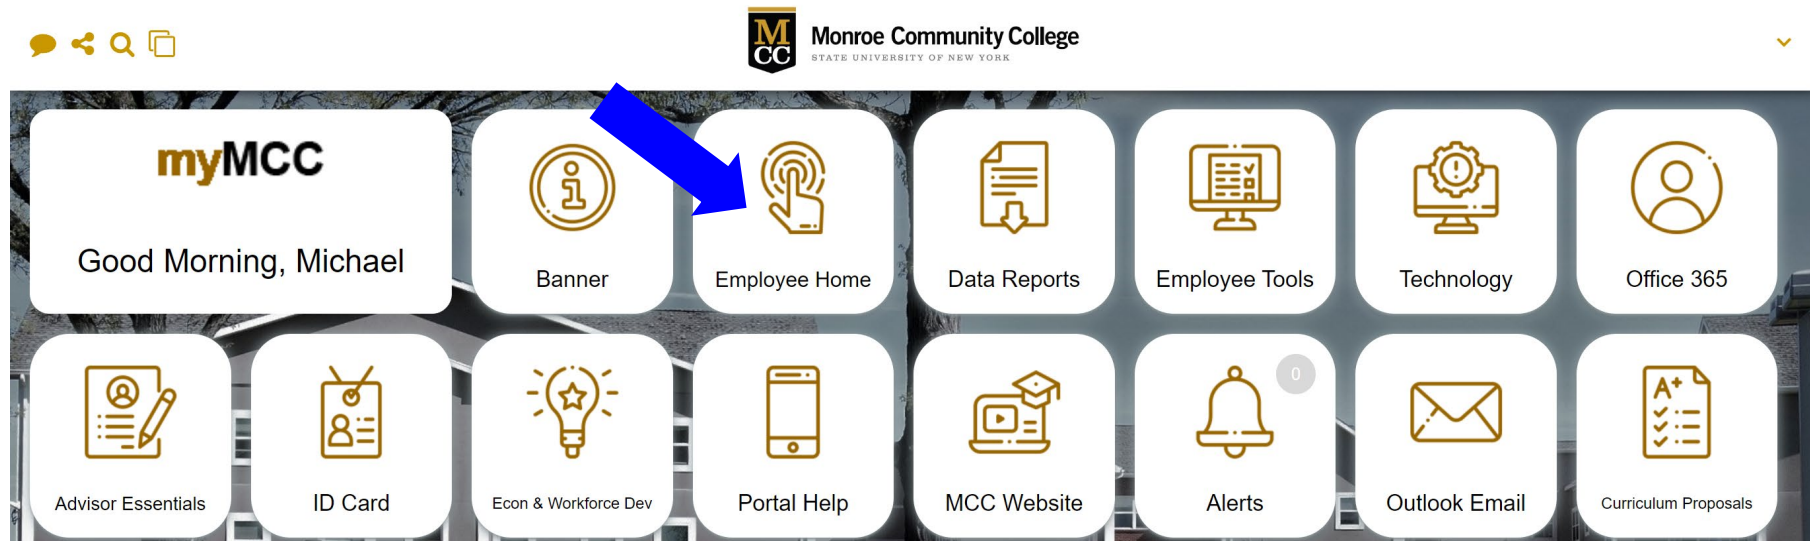 M
CC
Monroe Community College
STATE UNIVERSITY OF NEW YORK
myMCC
Good Morning, Michael
Banner
Employee Home
Data Reports
Employee Tools
Technology
Office 365
Advisor Essentials
ID Card
Econ & Workforce Dev
Portal Help
MCC Website
0
Alerts
Outlook Email
A+
Curriculum Proposals